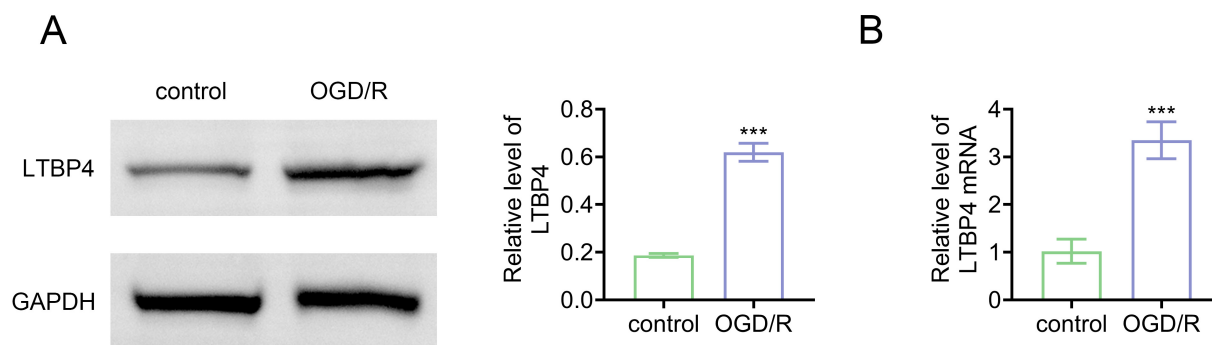 A
B
control OGD/R
LTBP4
GAPDH
Relative level of
LTBP4
0.8
0.6
0.4
0.2
0.0
***
control OGD/R
Relative level of
LTBP4 mRNA
4
3
2
1
0
***
control OGD/R